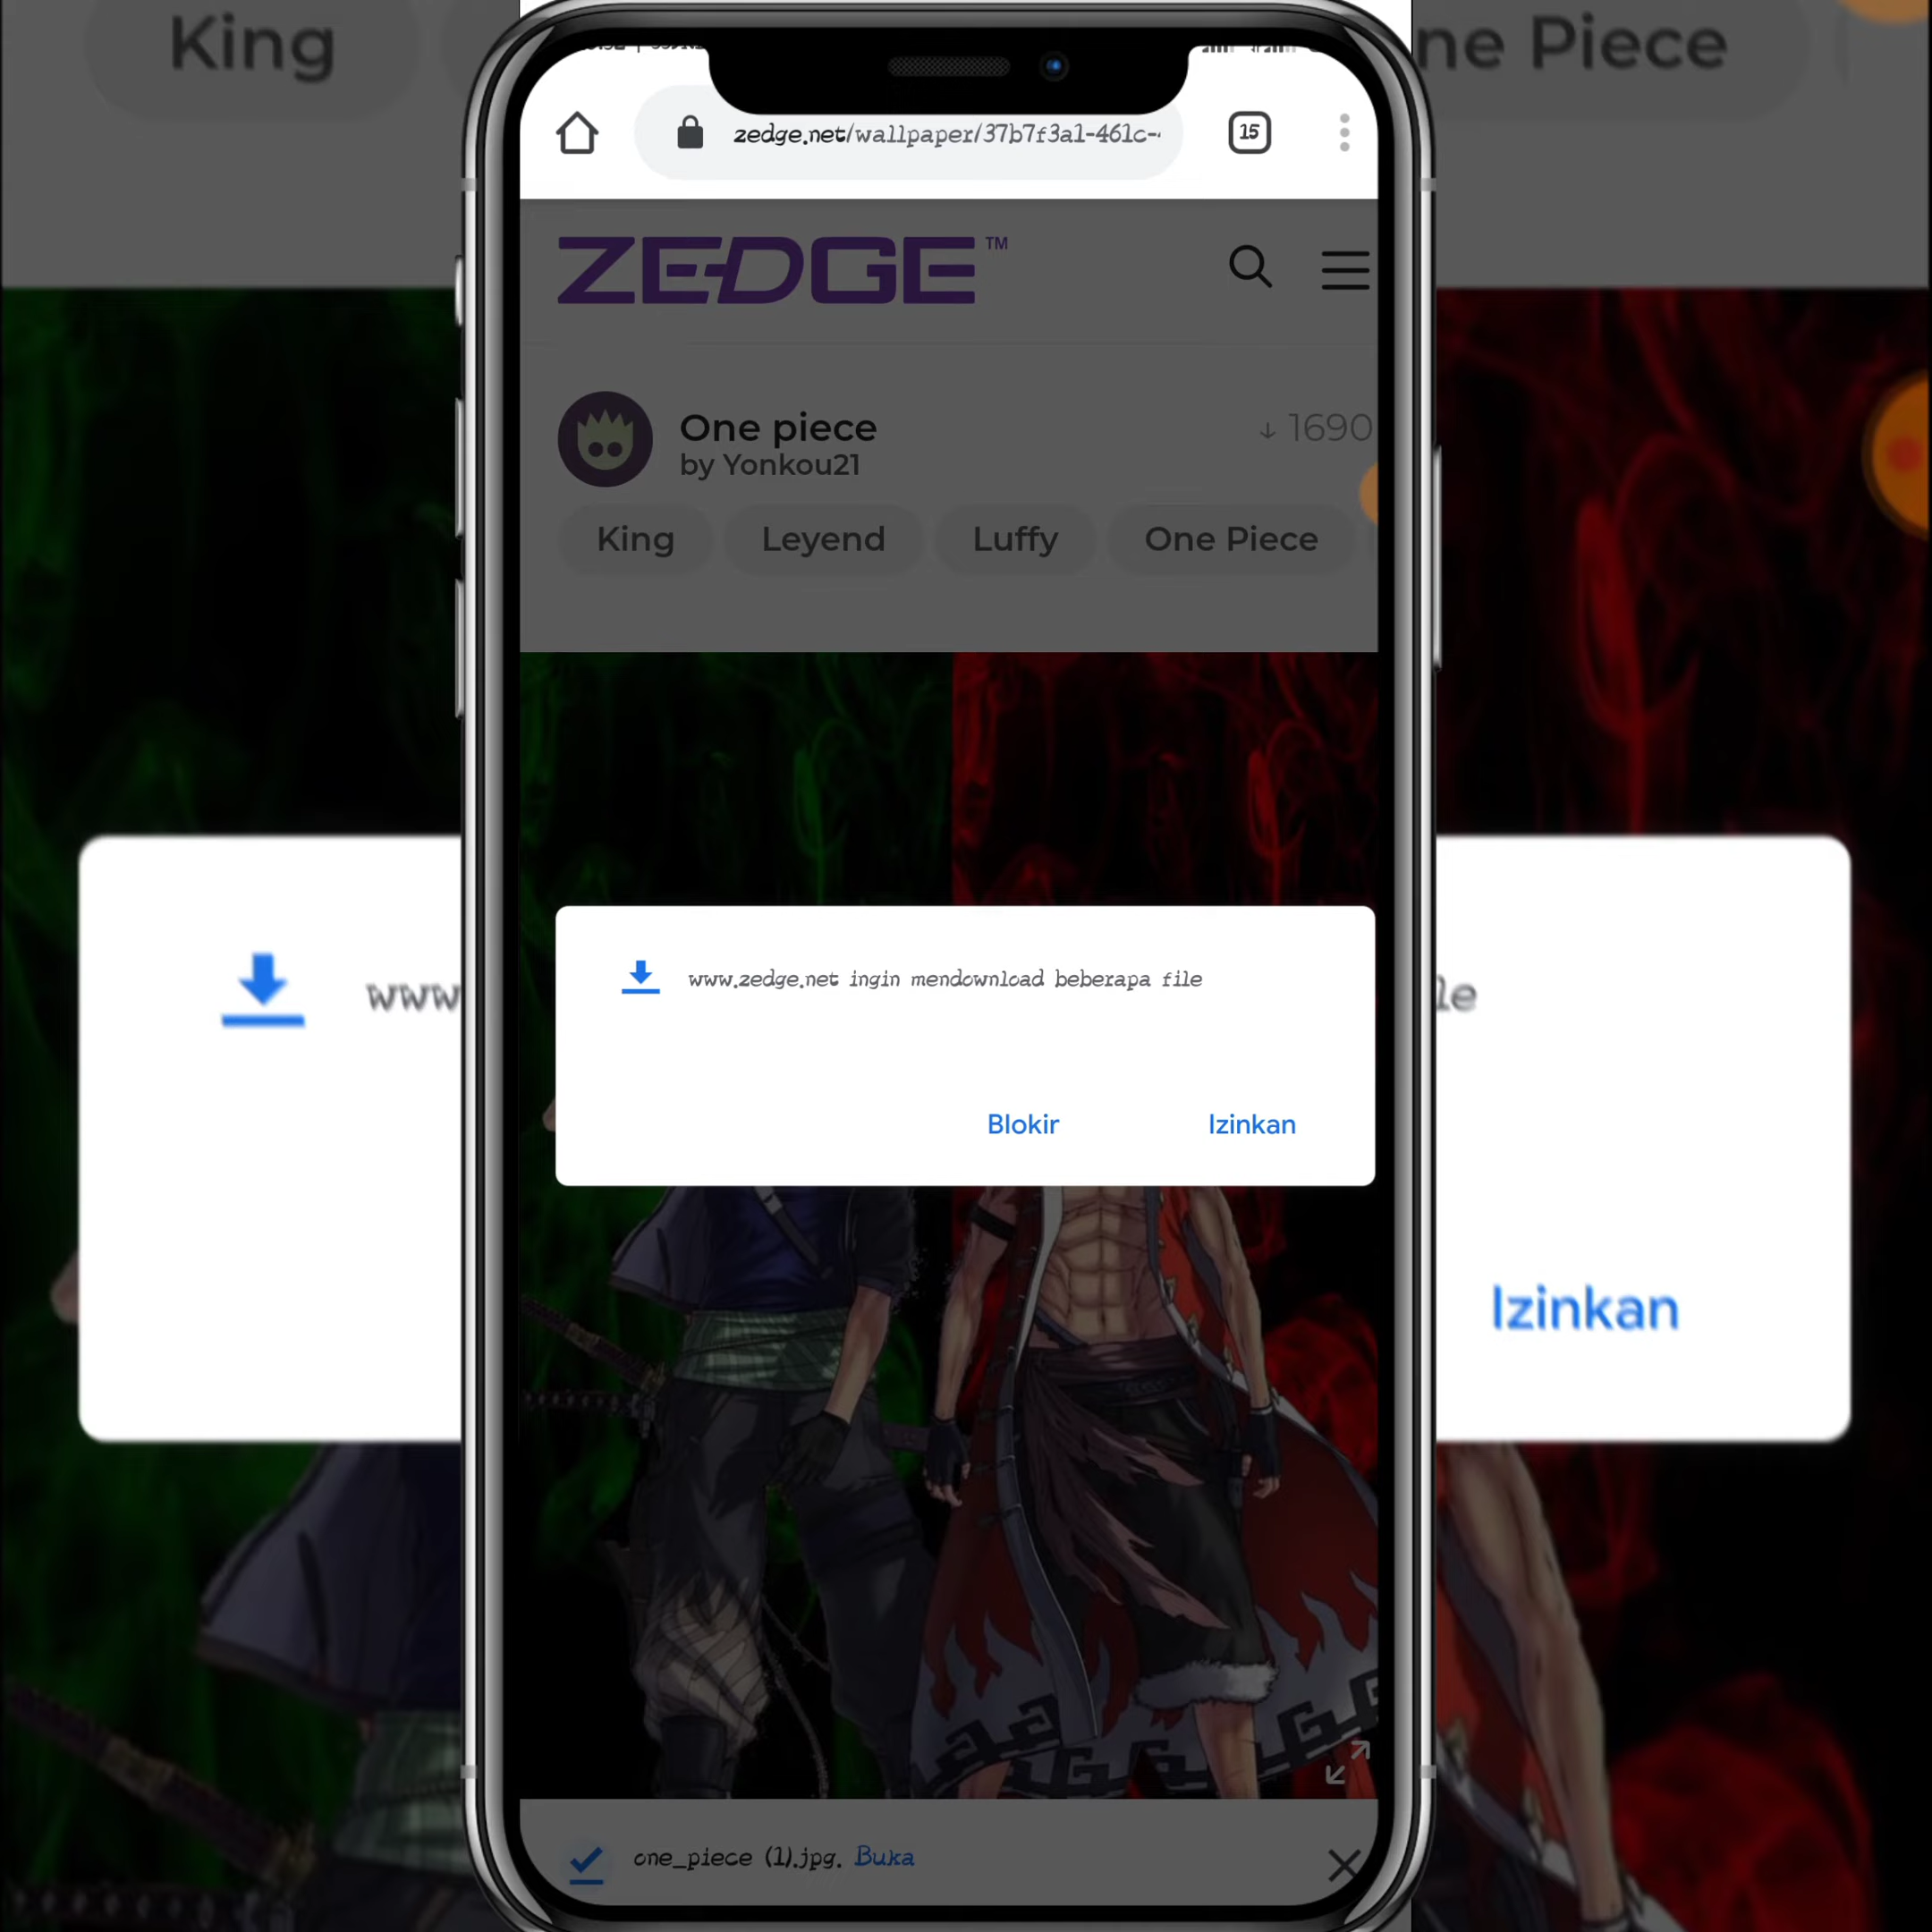 King
ne Piece
zedge.net/wallpaper/37b7f3a1-461c-
15
ZEDGE™
One piece
1690
by Yonkou21
King
Leyend
Luffy
One Piece
www.zedge.net ingin mendownload beberapa file
www
le
Blokir
Izinkan
Izinkan
one_piece (1).jpg. Buka